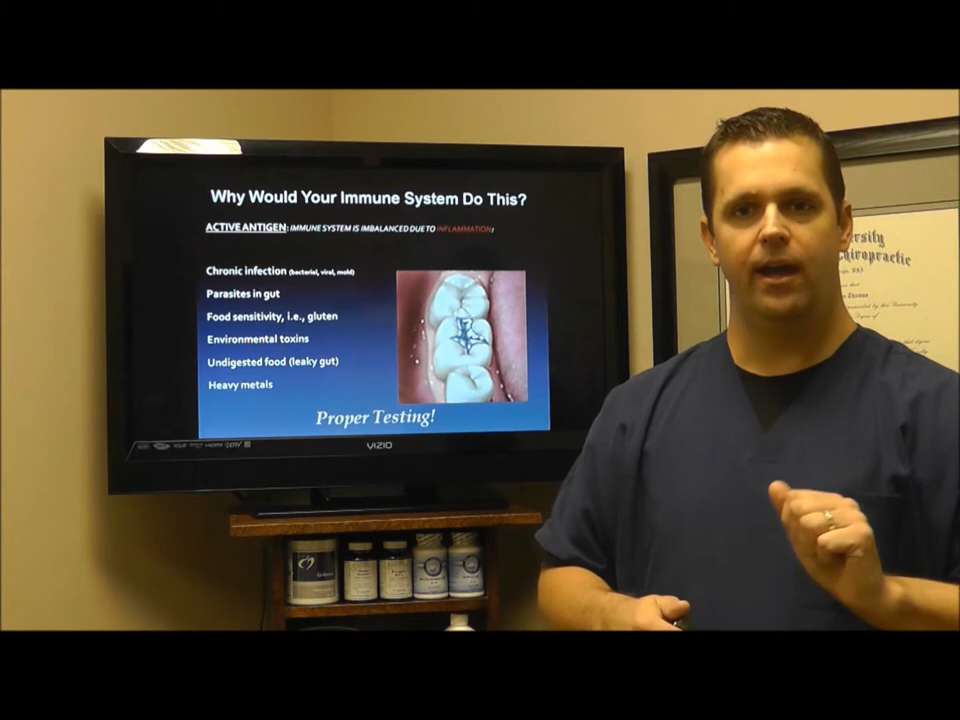 Why Would Your Immune System Do This?
ACTIVE ANTIGEN: IMMUNE SYSTEM IS IMBALANCED DUE TO INFLAMMATION!
Chronic infection (bacterial, viral, mold)
Parasites in gut
Food sensitivity, i.e., gluten
Environmental toxins
Undigested food (leaky gut)
Heavy metals
Proper Testing!
VIZIO
Chiropractic